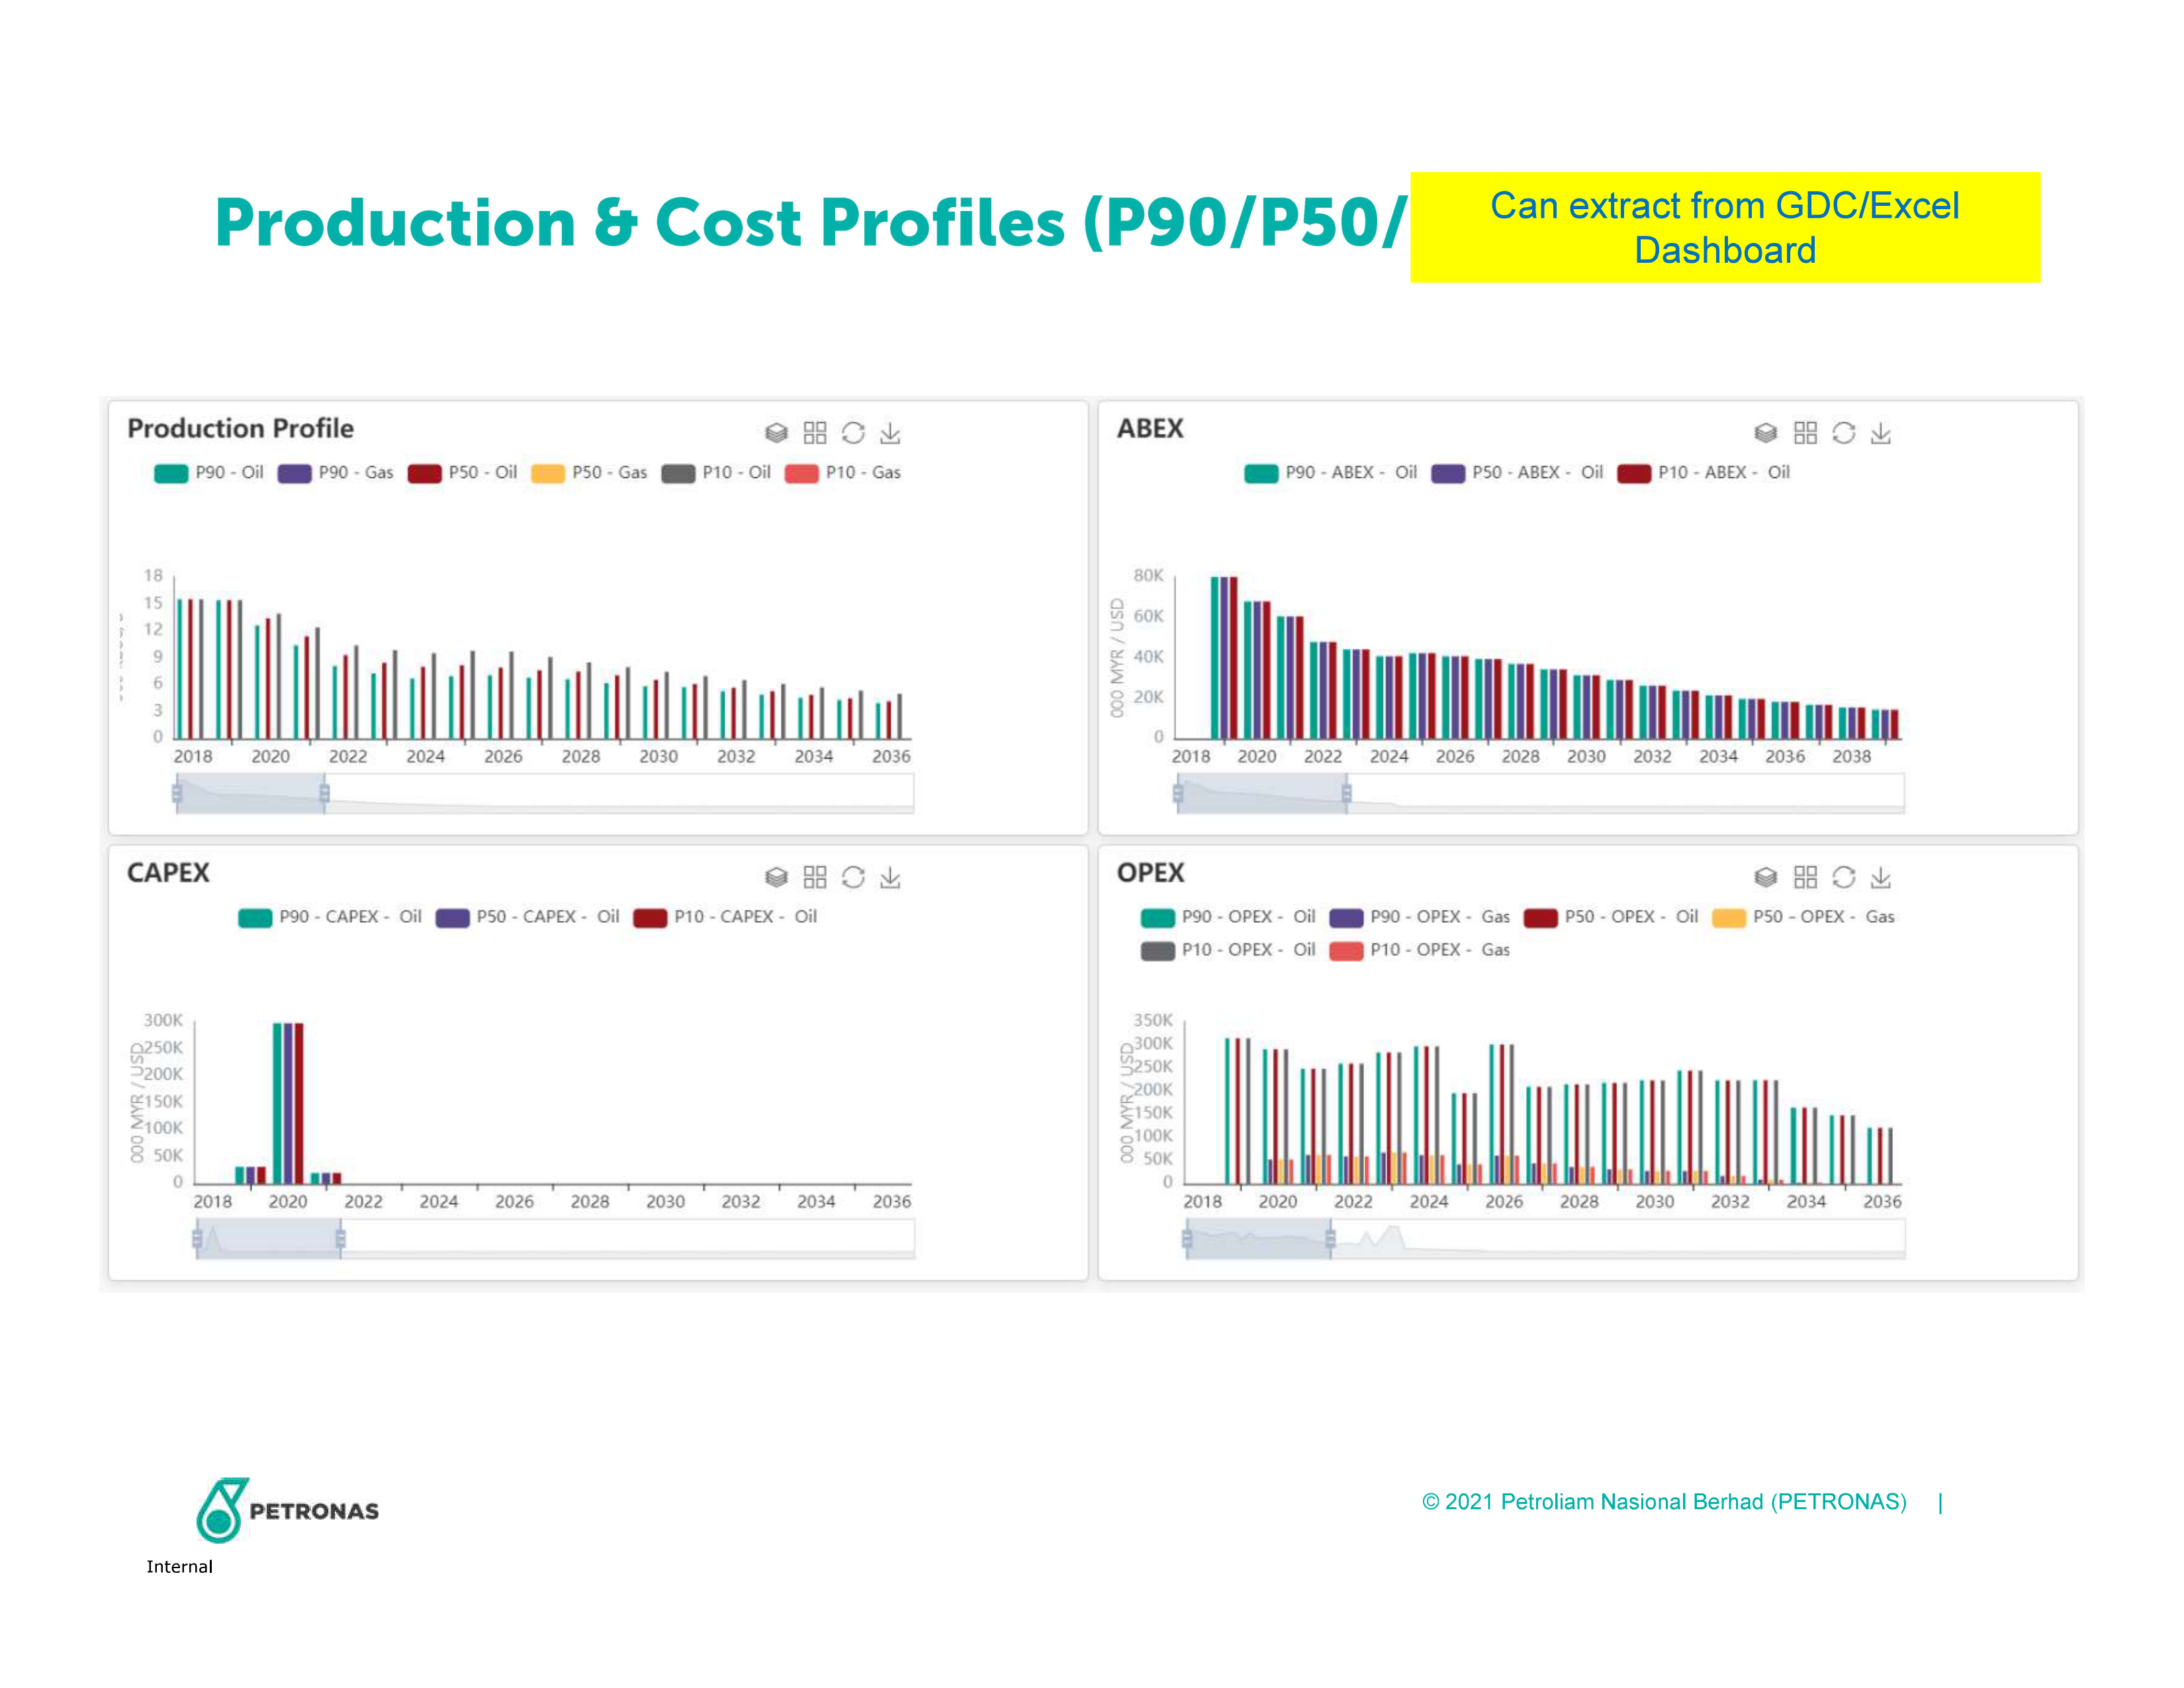 Production & Cost Profiles (P90/P50/
Can extract from GDC/Excel
Dashboard
Production Profile
P90 - Oil P90 - Gas P50 - Oil P50 - Gas P10 - Oil P10 - Gas
18
15
12
9
6
3
0
2018 2020 2022 2024 2026 2028 2030 2032 2034 2036
ABEX
P90 - ABEX - Oil P50 - ABEX - Oil P10 - ABEX - Oil
000 MYR / USD
80K
60K
40K
20K
0
2018 2020 2022 2024 2026 2028 2030 2032 2034 2036 2038
CAPEX
P90 - CAPEX - Oil P50 - CAPEX - Oil P10 - CAPEX - Oil
000 MYR / USD
300K
250K
200K
150K
100K
50K
0
2018 2020 2022 2024 2026 2028 2030 2032 2034 2036
OPEX
P90 - OPEX - Oil P90 - OPEX - Gas P50 - OPEX - Oil P50 - OPEX - Gas
P10 - OPEX - Oil P10 - OPEX - Gas
000 MYR / USD
350K
300K
250K
200K
150K
100K
50K
0
2018 2020 2022 2024 2026 2028 2030 2032 2034 2036
PETRONAS
© 2021 Petroliam Nasional Berhad (PETRONAS) |
Internal